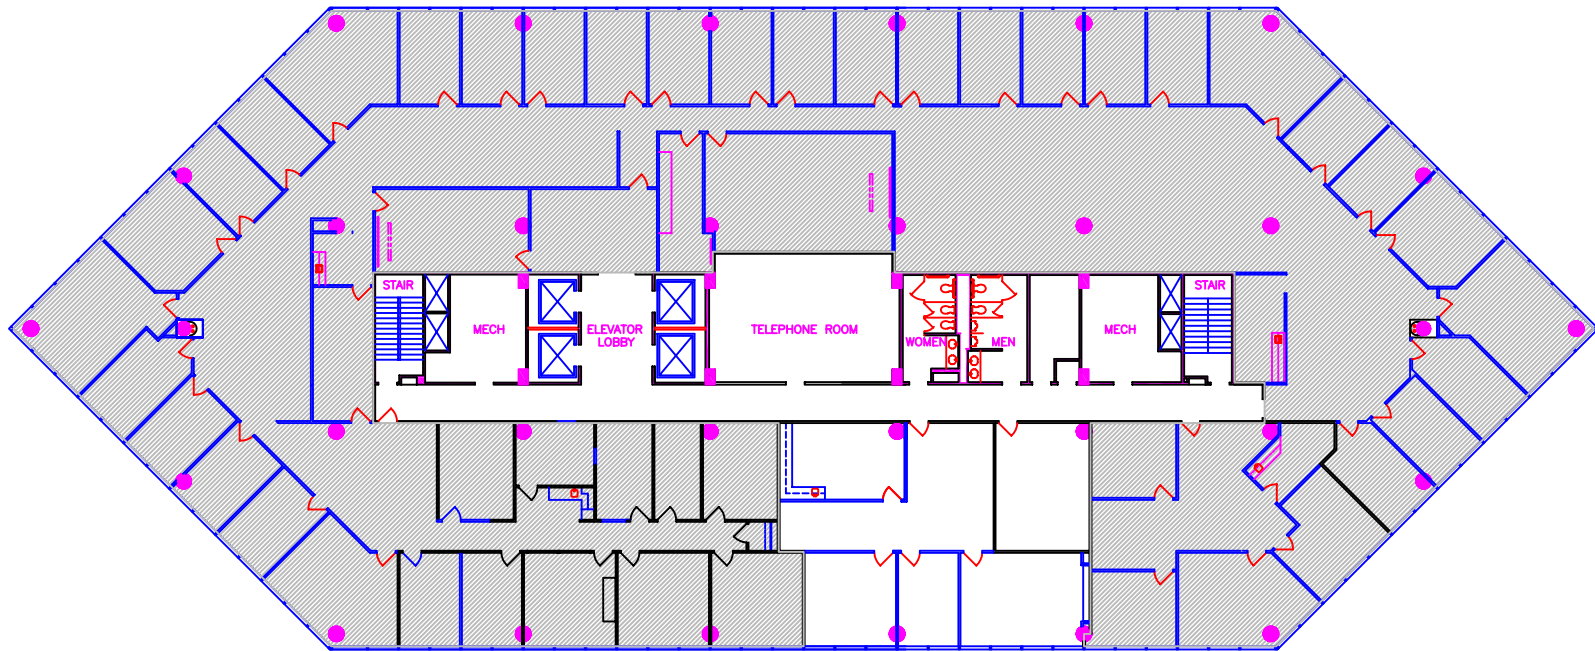 STAIR
STAIR
MECH
ELEVATOR
LOBBY
TELEPHONE ROOM
WOMEN
MEN
MECH